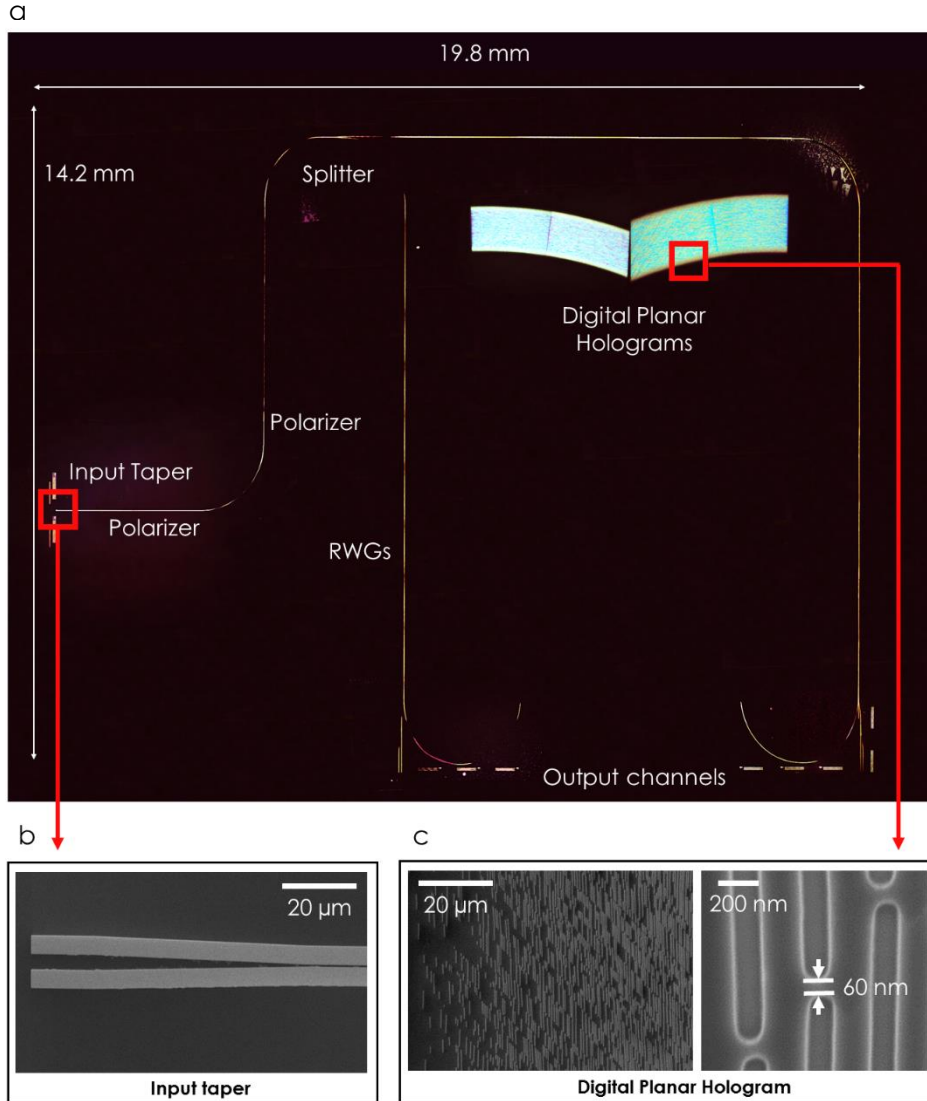 a
19.8 mm
14.2 mm
Splitter
Digital Planar
Holograms
Polarizer
Input Taper
Polarizer
RWGs
Output channels
b
c
20 μm
20 μm
200 nm
60 nm
Input taper
Digital Planar Hologram